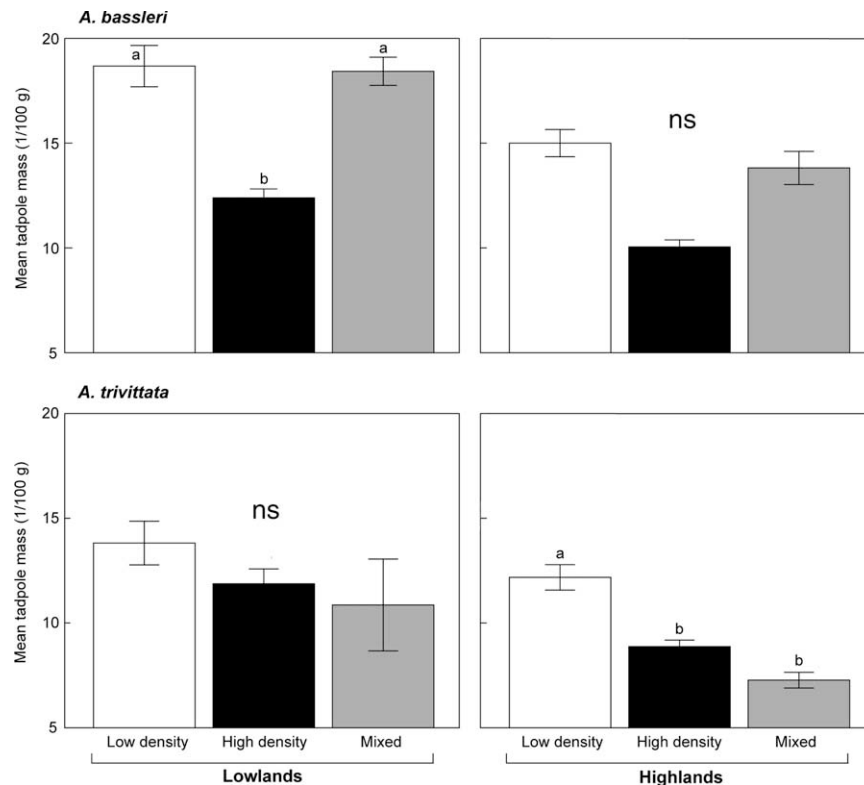 A. bassleri
20
15
10
5
Mean tadpole mass (1/100 g)
a
b
a
ns
A. trivittata
20
15
10
5
Mean tadpole mass (1/100 g)
ns
a
b
b
Low density High density Mixed Low density High density Mixed
Lowlands Highlands